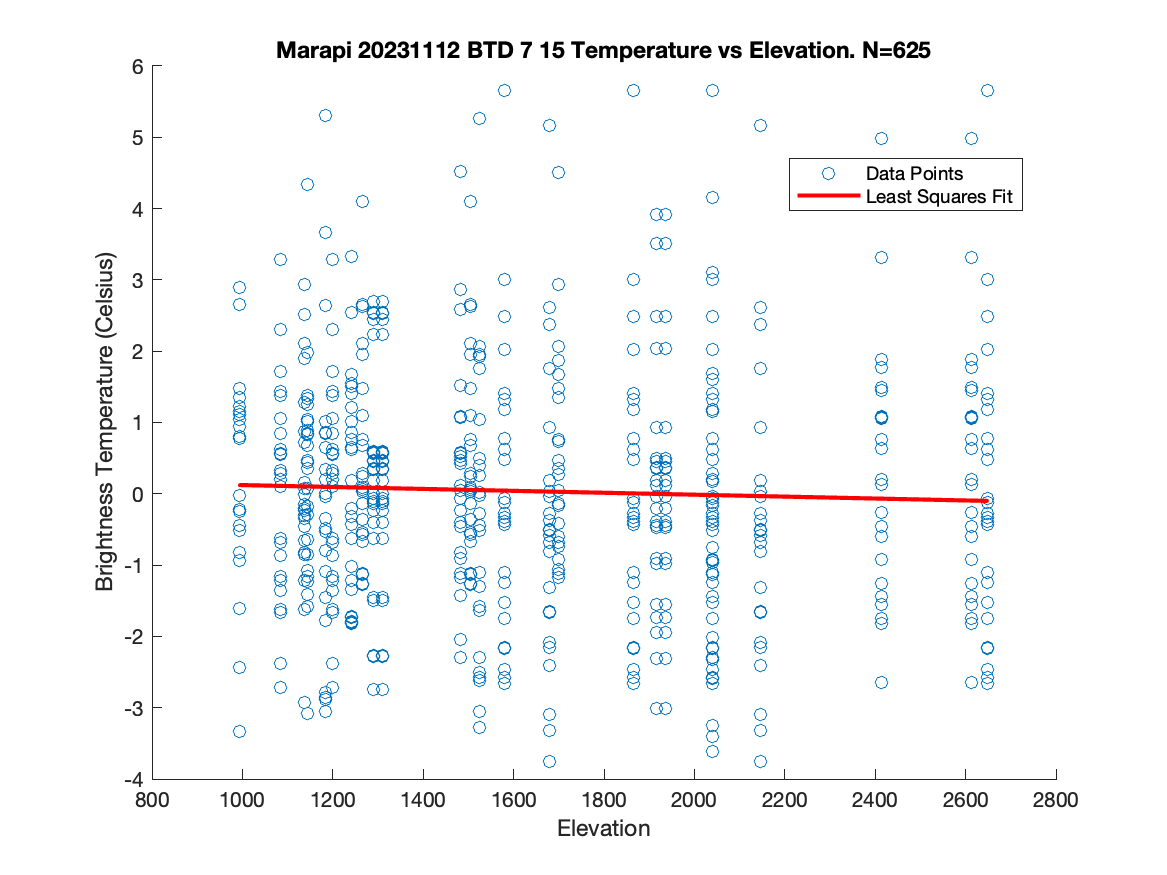 Marapi 20231112 BTD 7 15 Temperature vs Elevation. N=625
6
5
4
3
2
1
0
-1
-2
-3
-4
Brightness Temperature (Celsius)
Data Points
Least Squares Fit
800 1000 1200 1400 1600 1800 2000 2200 2400 2600 2800
Elevation